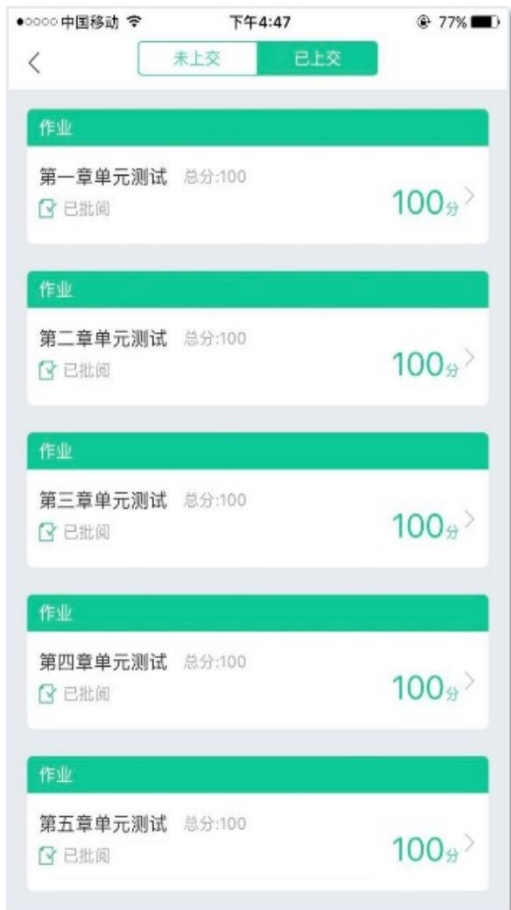 中国移动 下午4:47 77%
未上交 已上交
作业
第一章单元测试 总分:100
已批阅 100分
作业
第二章单元测试 总分:100
已批阅 100分
作业
第三章单元测试 总分:100
已批阅 100分
作业
第四章单元测试 总分:100
已批阅 100分
作业
第五章单元测试 总分:100
已批阅 100分